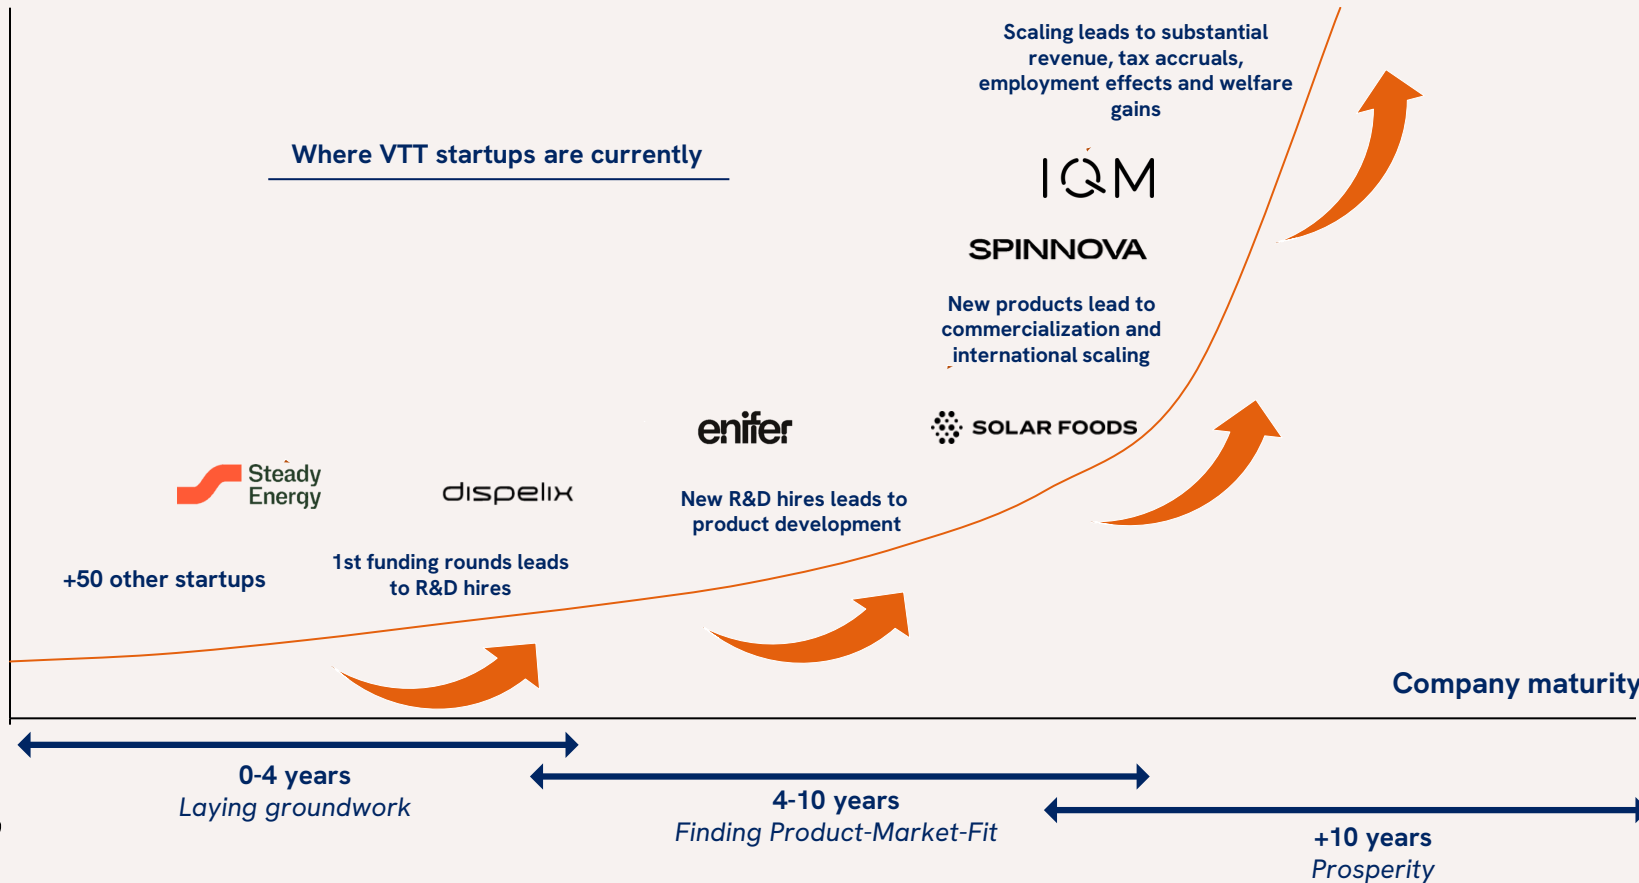 Scaling leads to substantial
revenue, tax accruals,
employment effects and welfare
gains
Where VTT startups are currently
IQM
SPINNOVA
New products lead to
commercialization and
international scaling
enifer
SOLAR FOODS
Steady
Energy
dispelix
New R&D hires leads to
product development
1st funding rounds leads
to R&D hires
+50 other startups
Company maturity
0-4 years
Laying groundwork
4-10 years
Finding Product-Market-Fit
+10 years
Prosperity